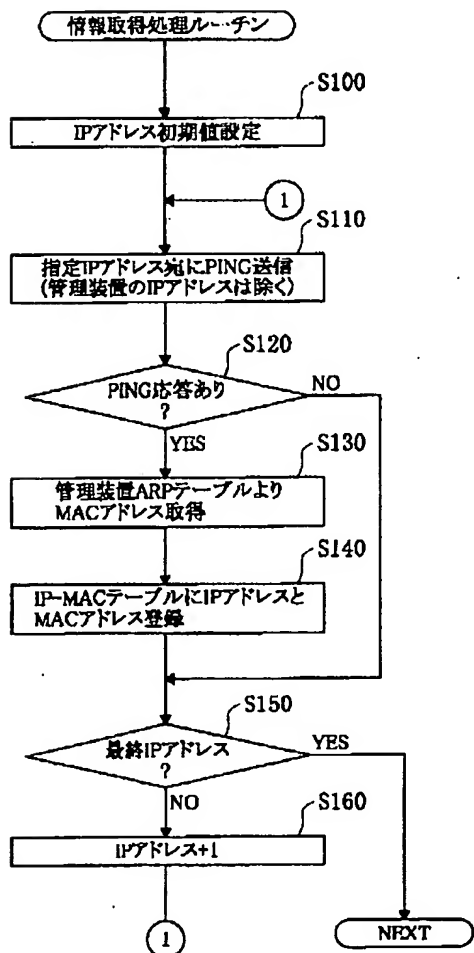 情報取得処理ルーチン
S100
IPアドレス初期値設定
1
S110
指定IPアドレス宛にPING送信
(管理装置のIPアドレスは除く)
S120
PING応答あり
?
NO
YES
S130
管理装置ARPテーブルより
MACアドレス取得
S140
IP-MACテーブルにIPアドレスと
MACアドレス登録
S150
最終IPアドレス
?
YES
NO
S160
IPアドレス+1
1
NEXT